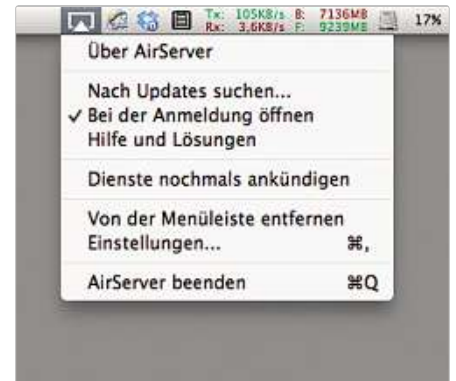 Tx: 105KB/s B: 7136MB 17%
Rx: 3,6KB/s F: 9239MB
Über AirServer
Nach Updates suchen...
✓ Bei der Anmeldung öffnen
Hilfe und Lösungen
Dienste nochmals ankündigen
Von der Menüleiste entfernen
Einstellungen... ⌘,
AirServer beenden ⌘Q